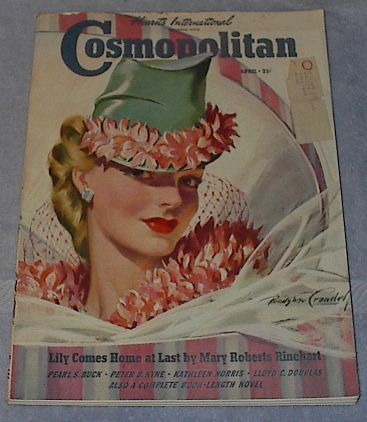 Hearst's International
Cosmopolitan
APRIL • 25¢
Bradshaw Crandell
Lily Comes Home at Last by Mary Roberts Rinehart
PEARL S. BUCK • PETER B. KYNE • KATHLEEN NORRIS • LLOYD C. DOUGLAS
ALSO A COMPLETE BOOK-LENGTH NOVEL